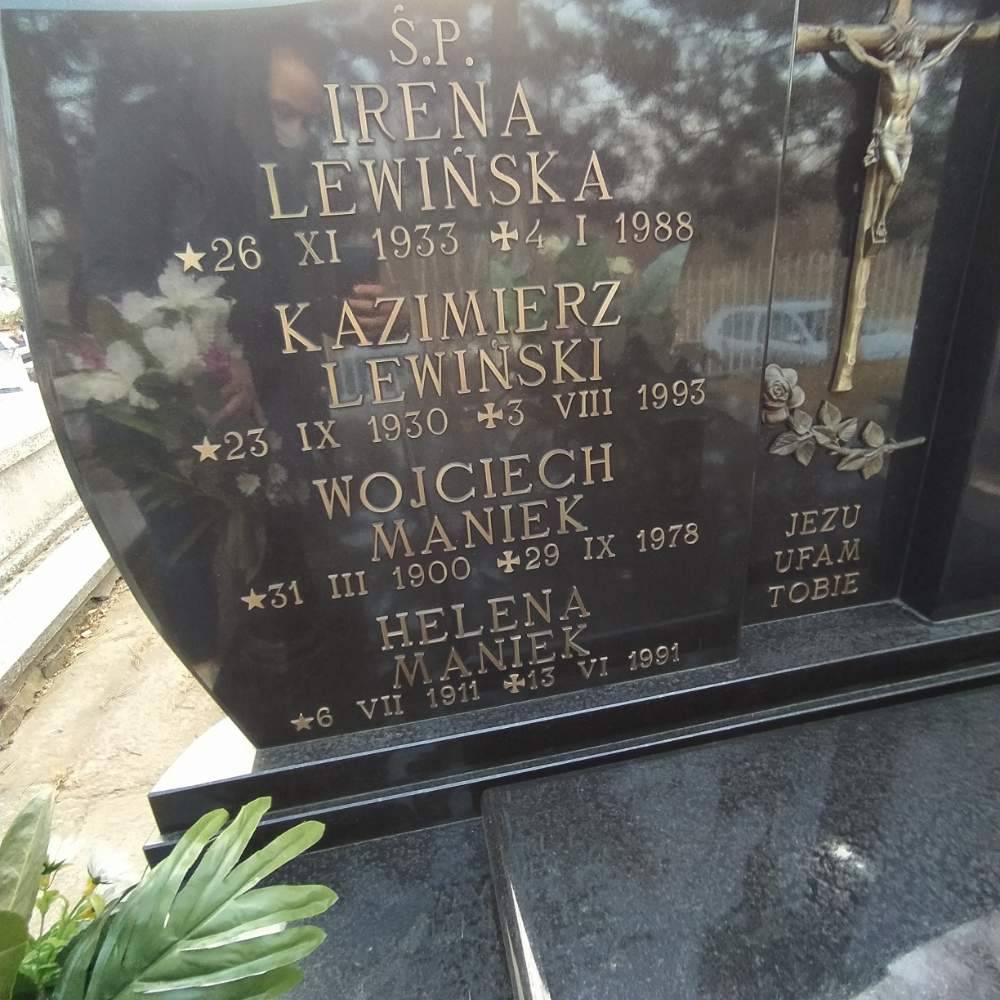 Ś.P.
IRENA
LEWIŃSKA
★26 XI 1933 ✠4 I 1988
KAZIMIERZ
LEWIŃSKI
★23 IX 1930 ✠3 VIII 1993
WOJCIECH
MANIEK
★31 III 1900 ✠29 IX 1978
HELENA
MANIEK
★6 VII 1911 ✠13 VI 1991
JEZU
UFAM
TOBIE